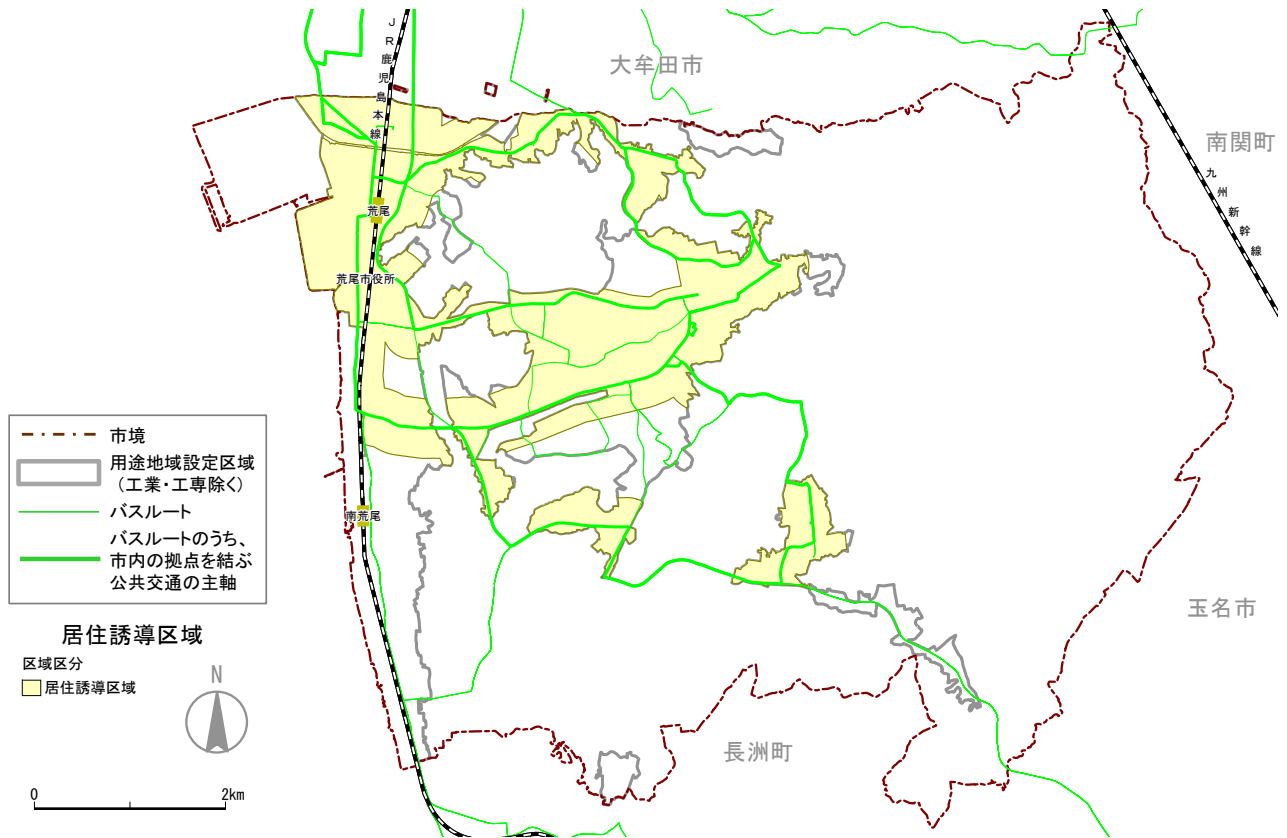 JR鹿児島本線
大牟田市
南関町
九州新幹線
荒尾
荒尾市役所
市境
用途地域設定区域
（工業・工専除く）
バスルート
バスルートのうち、
市内の拠点を結ぶ
公共交通の主軸
南荒尾
玉名市
居住誘導区域
区域区分
居住誘導区域
N
長洲町
0 2km